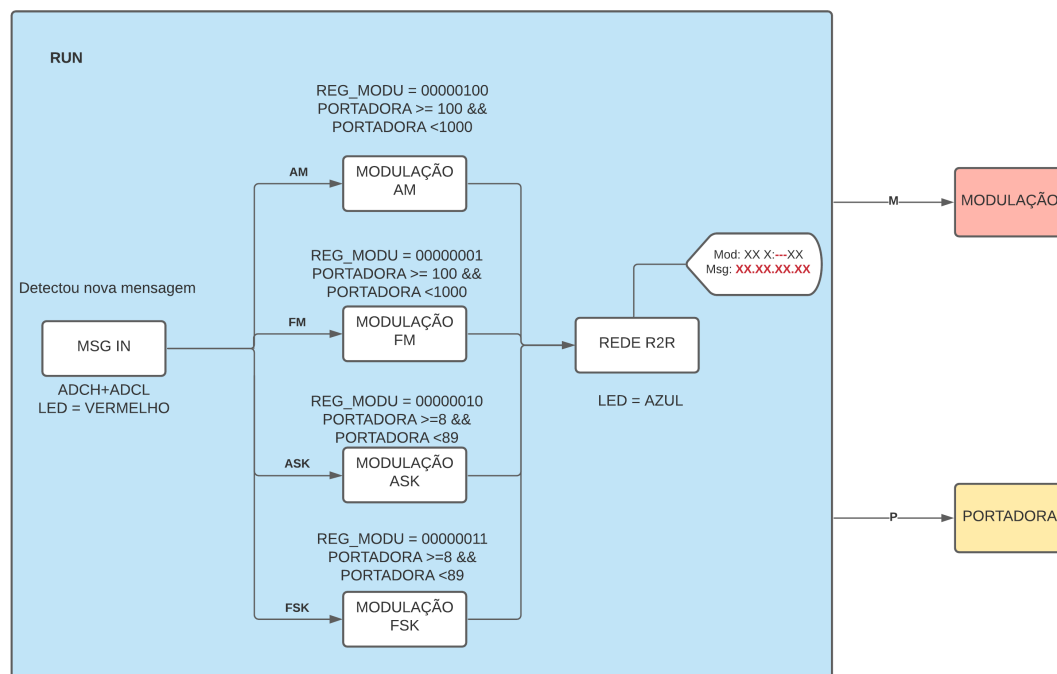 RUN
REG_MODU = 00000100
PORTADORA >= 100 &&
PORTADORA <1000
AM
MODULAÇÃO
AM
M
MODULAÇÃO
REG_MODU = 00000001
PORTADORA >= 100 &&
PORTADORA <1000
Mod: XX X:---XX
Msg: XX.XX.XX.XX
Detectou nova mensagem
FM
MODULAÇÃO
FM
MSG IN
REDE R2R
ADCH+ADCL
LED = VERMELHO
LED = AZUL
REG_MODU = 00000010
PORTADORA >=8 &&
PORTADORA <89
ASK
MODULAÇÃO
ASK
P
PORTADORA
REG_MODU = 00000011
PORTADORA >=8 &&
PORTADORA <89
FSK
MODULAÇÃO
FSK